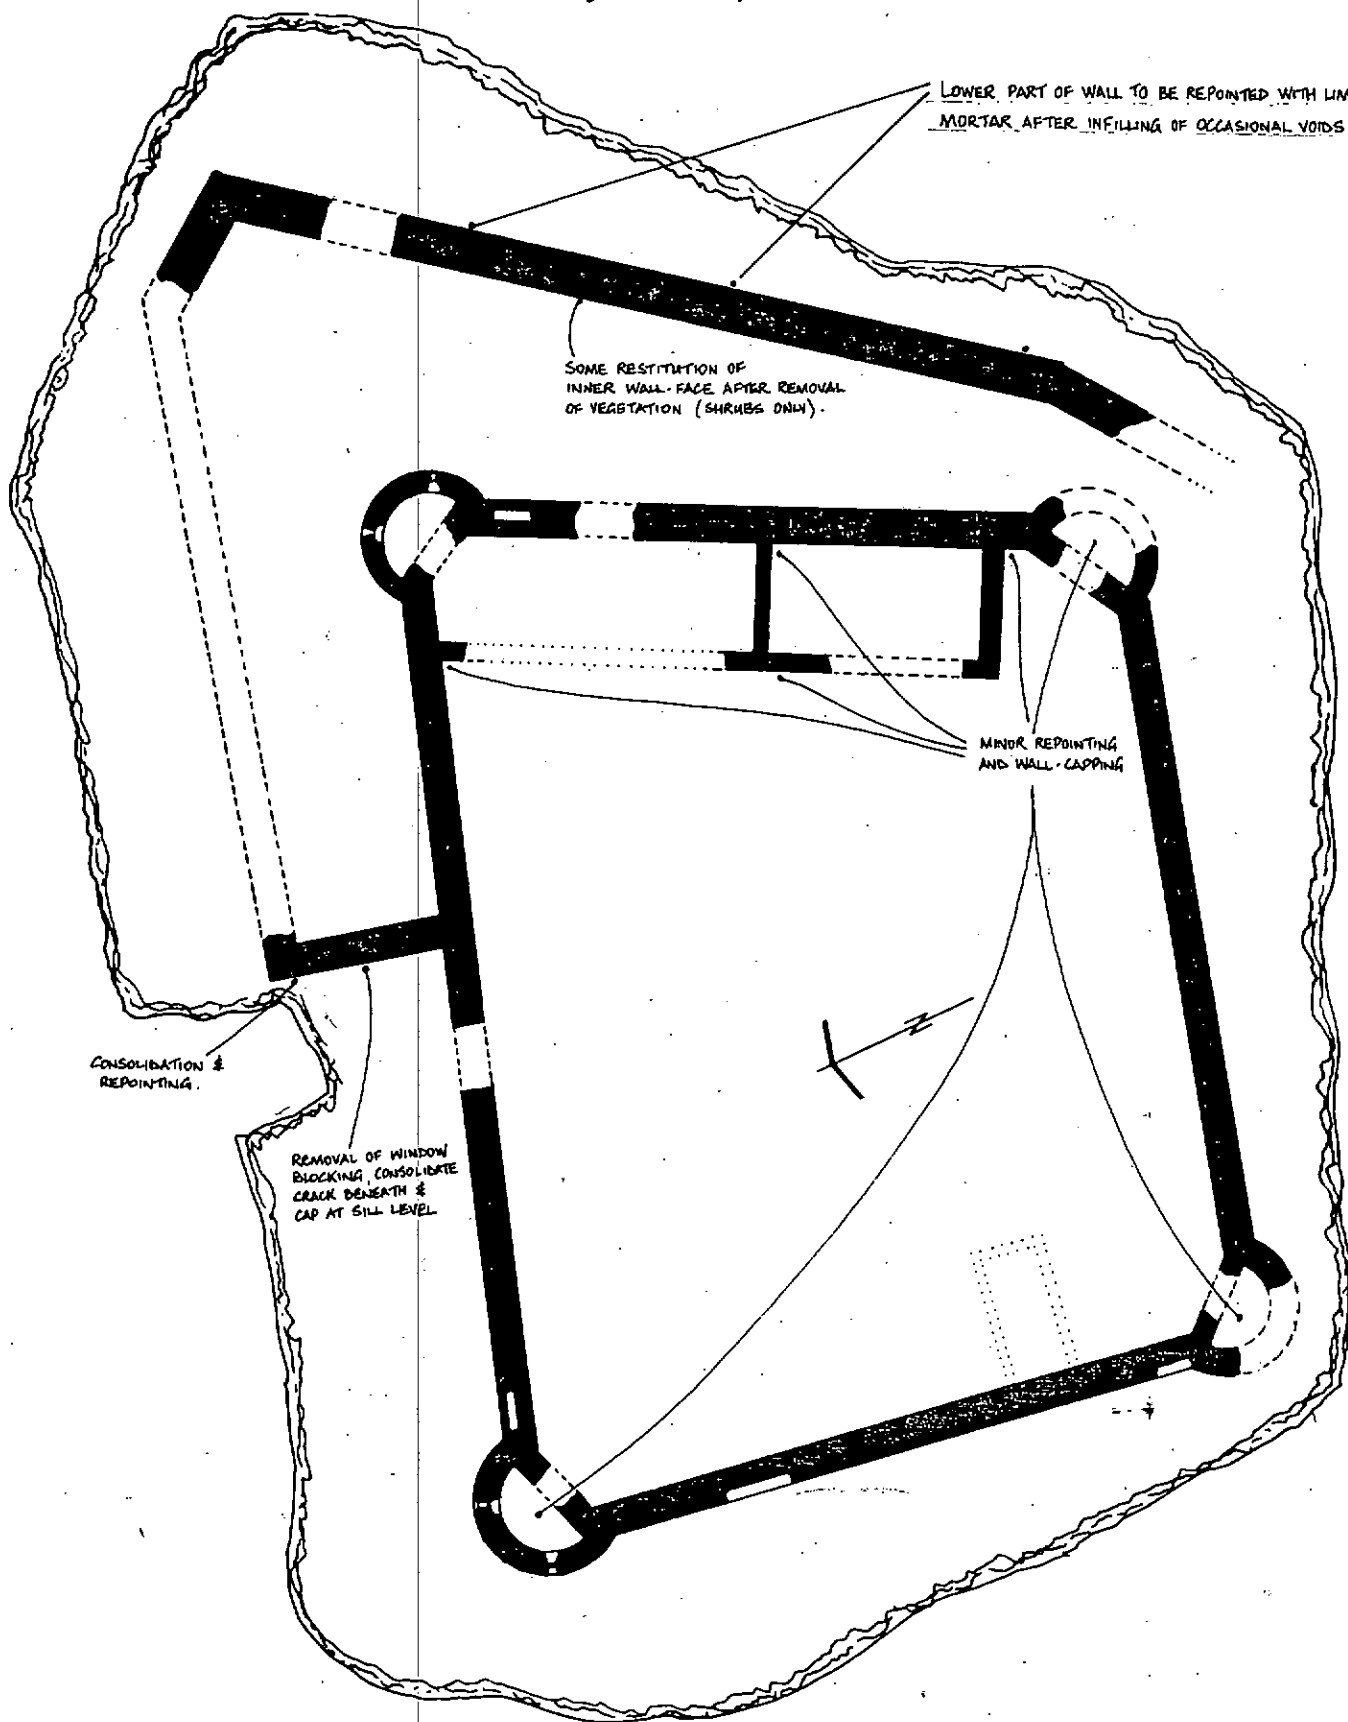 LOWER PART OF WALL TO BE REPOINTED WITH
MORTAR AFTER INFILLING OF OCCASIONAL VOIDS
SOME RESTITUTION OF
INNER WALL-FACE AFTER REMOVAL
OF VEGETATION (SHRUBS ONLY).
MINOR REPOINTING
AND WALL-CAPPING
CONSOLIDATION &
REPOINTING.
N
REMOVAL OF WINDOW
BLOCKING, CONSOLIDATE
CRACK BENEATH &
CAP AT SILL LEVEL